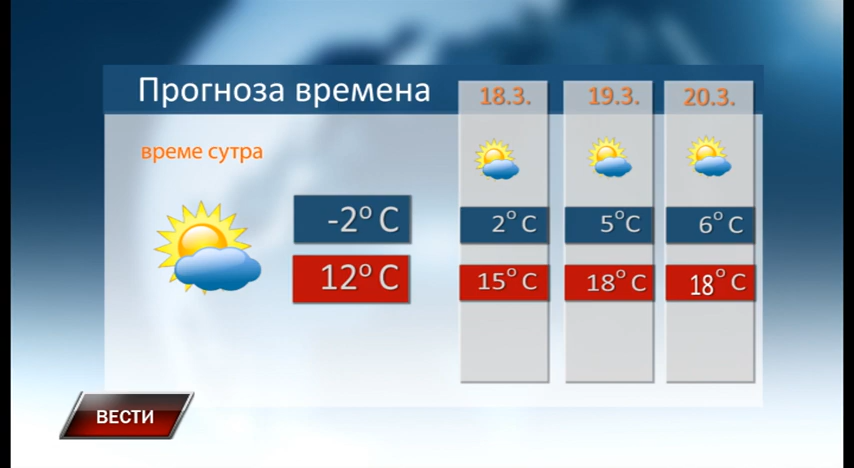 Прогноза времена
време сутра
-2° C
12° C
18.3.
2° C
15° C
19.3.
5°C
18° C
20.3.
6° C
18° C
ВЕСТИ